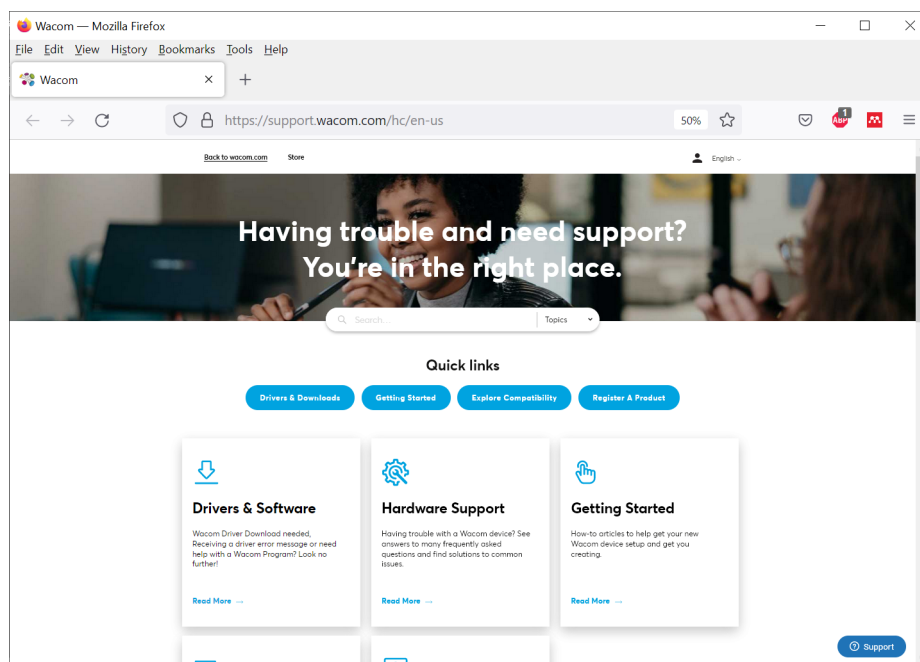 Wacom — Mozilla Firefox
File Edit View History Bookmarks Tools Help
Wacom
https://support.wacom.com/hc/en-us
50%
1
ABP
Back to wacom.com Store
English
Having trouble and need support?
You're in the right place.
Search...
Topics
Quick links
Drivers & Downloads Getting Started Explore Compatibility Register A Product
Drivers & Software
Wacom Driver Download needed,
Receiving a driver error message or need
help with a Wacom Program? Look no
further!
Read More →
Hardware Support
Having trouble with a Wacom device? See
answers to many frequently asked
questions and find solutions to common
issues.
Read More →
Getting Started
How-to articles to help get your new
Wacom device setup and get you
creating.
Read More →
Support